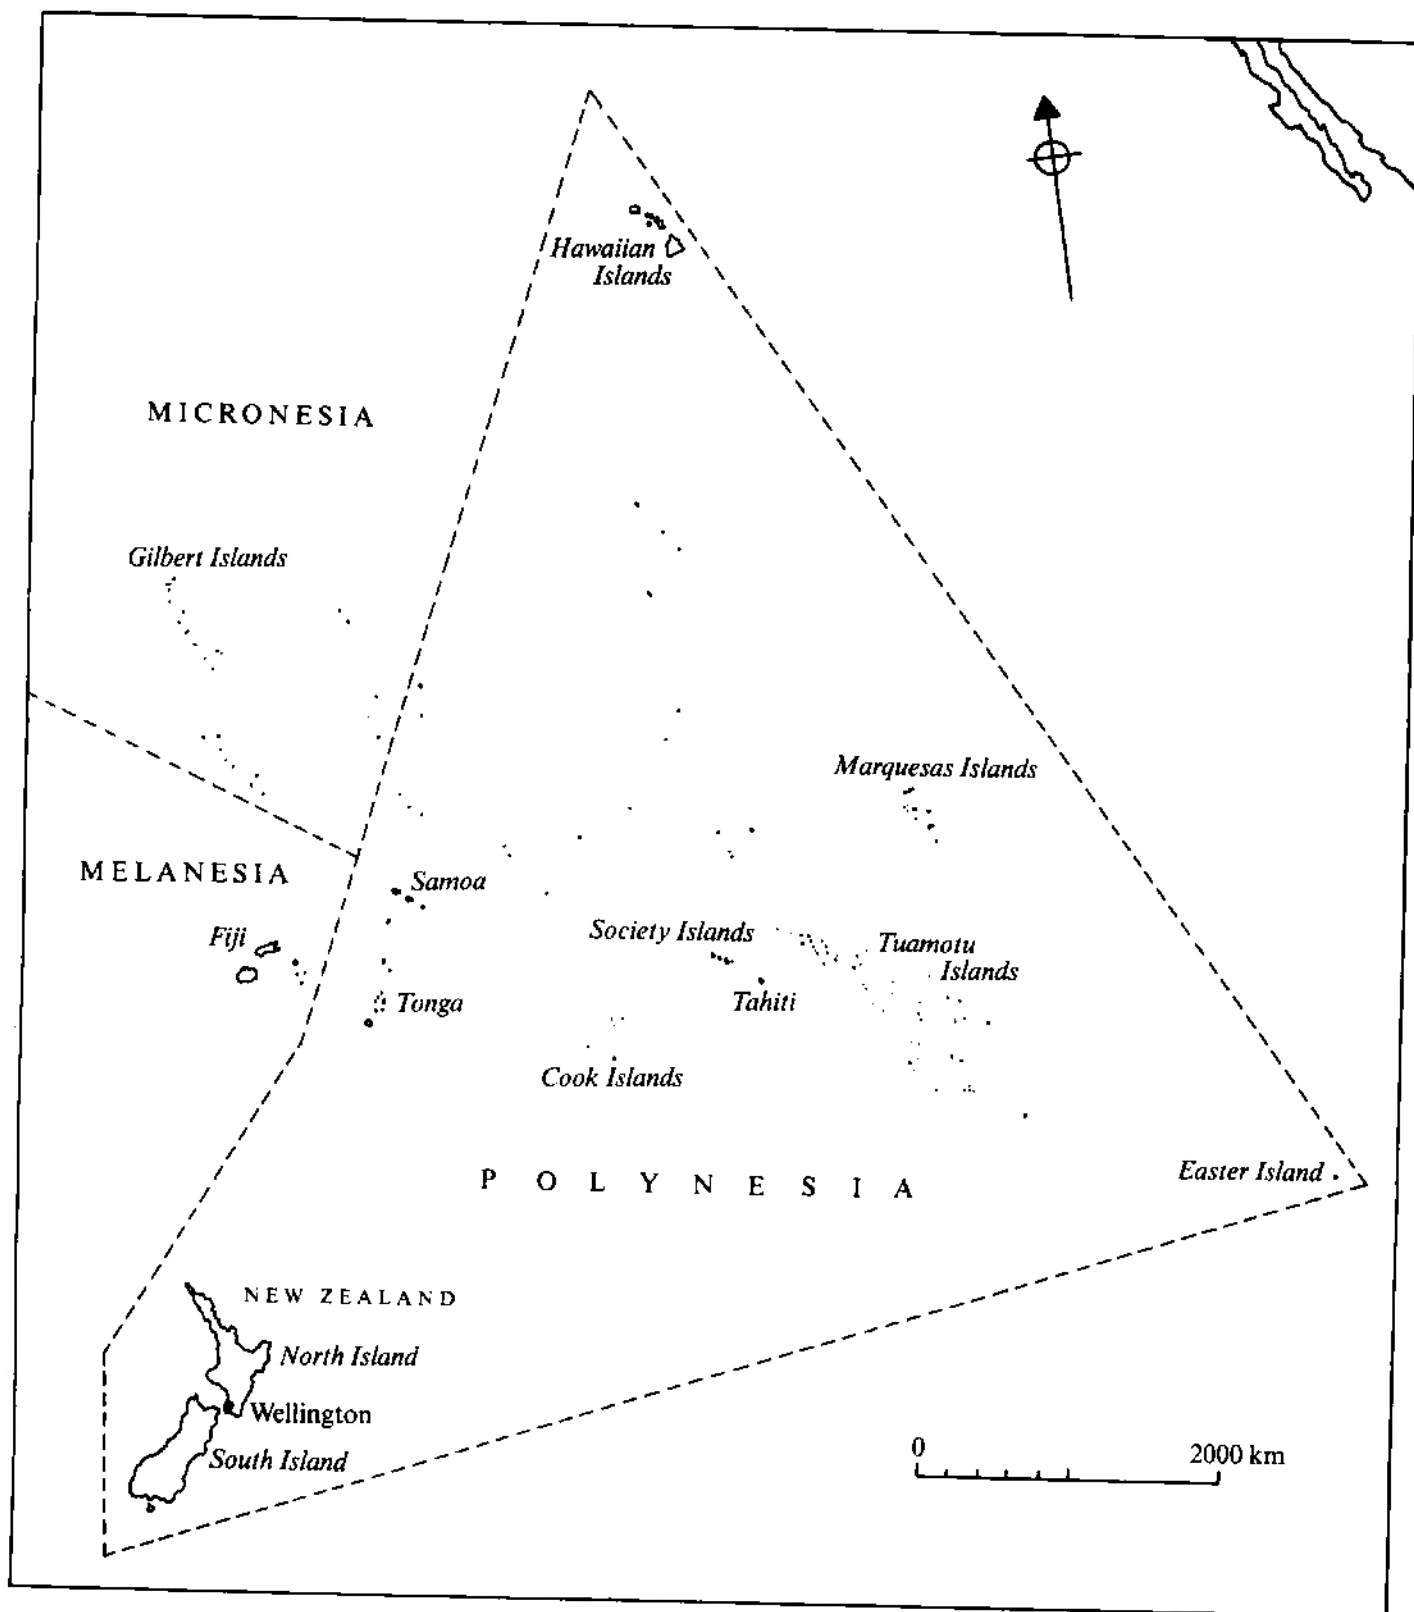 Hawaiian
Islands
MICRONESIA
Gilbert Islands
Marquesas Islands
MELANESIA
Samoa
Fiji
Society Islands
Tuamotu
Islands
Tonga
Tahiti
Cook Islands
POLYNESIA
Easter Island
NEW ZEALAND
North Island
Wellington
South Island
0 2000 km